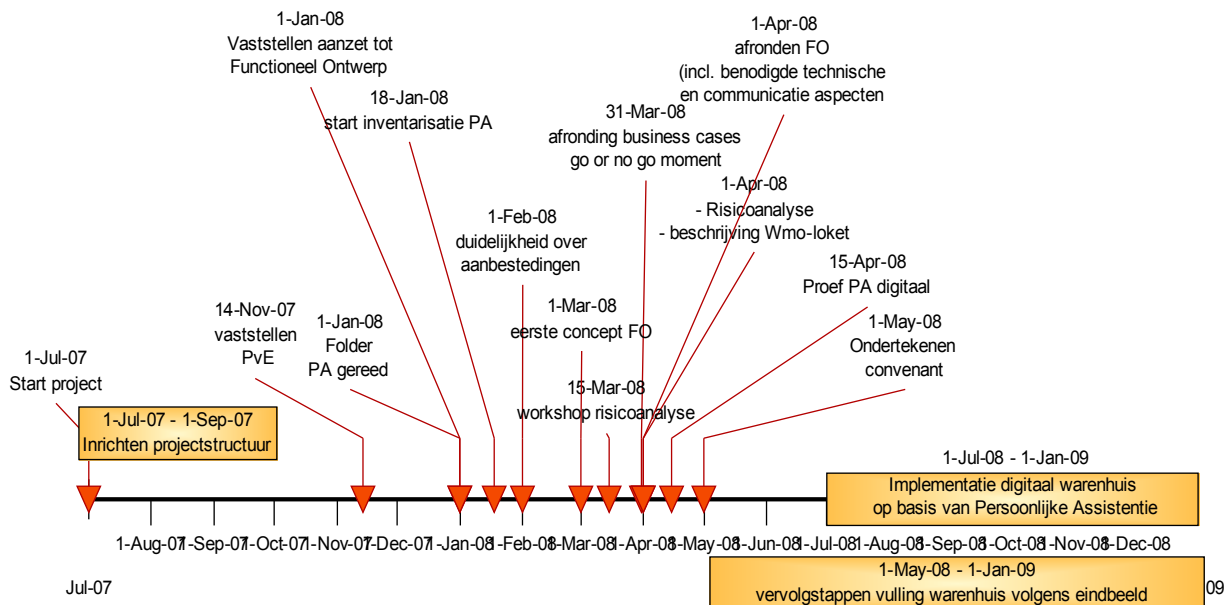 1-Jan-08
Vaststellen aanzet tot
Functioneel Ontwerp
18-Jan-08
start inventarisatie PA
1-Apr-08
afronden FO
(incl. benodigde technische
en communicatie aspecten
31-Mar-08
afronding business cases
go or no go moment
1-Apr-08
- Risicoanalyse
- beschrijving Wmo-loket
1-Feb-08
duidelijkheid over
aanbestedingen
15-Apr-08
Proef PA digitaal
14-Nov-07
vaststellen
PvE
1-Jan-08
Folder
PA gereed
1-Mar-08
eerste concept FO
1-May-08
Ondertekenen
convenant
1-Jul-07
Start project
15-Mar-08
workshop risicoanalyse
1-Jul-07 - 1-Sep-07
Inrichten projectstructuur
1-Jul-08 - 1-Jan-09
Implementatie digitaal warenhuis
op basis van Persoonlijke Assistentie
1-Aug-07 1-Sep-07 1-Oct-07 1-Nov-07 1-Dec-07 1-Jan-08 1-Feb-08 1-Mar-08 1-Apr-08 1-May-08 1-Jun-08 1-Jul-08 1-Aug-08 1-Sep-08 1-Oct-08 1-Nov-08 1-Dec-08
Jul-07
1-May-08 - 1-Jan-09
vervolgstappen vulling warenhuis volgens eindbeeld
09